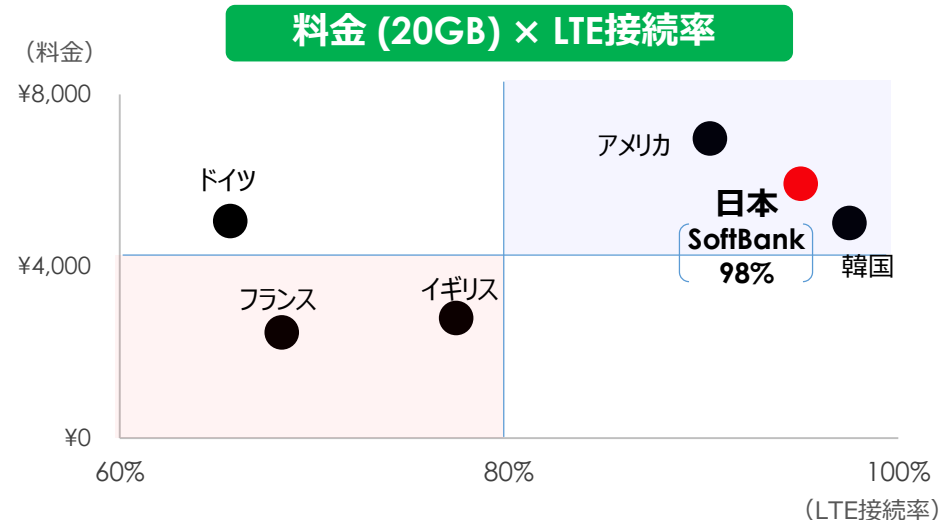 料金 (20GB) × LTE接続率
（料金）
¥8,000
アメリカ
ドイツ
日本
SoftBank
98%
韓国
¥4,000
フランス
イギリス
¥0
60%
80%
100%
（LTE接続率）